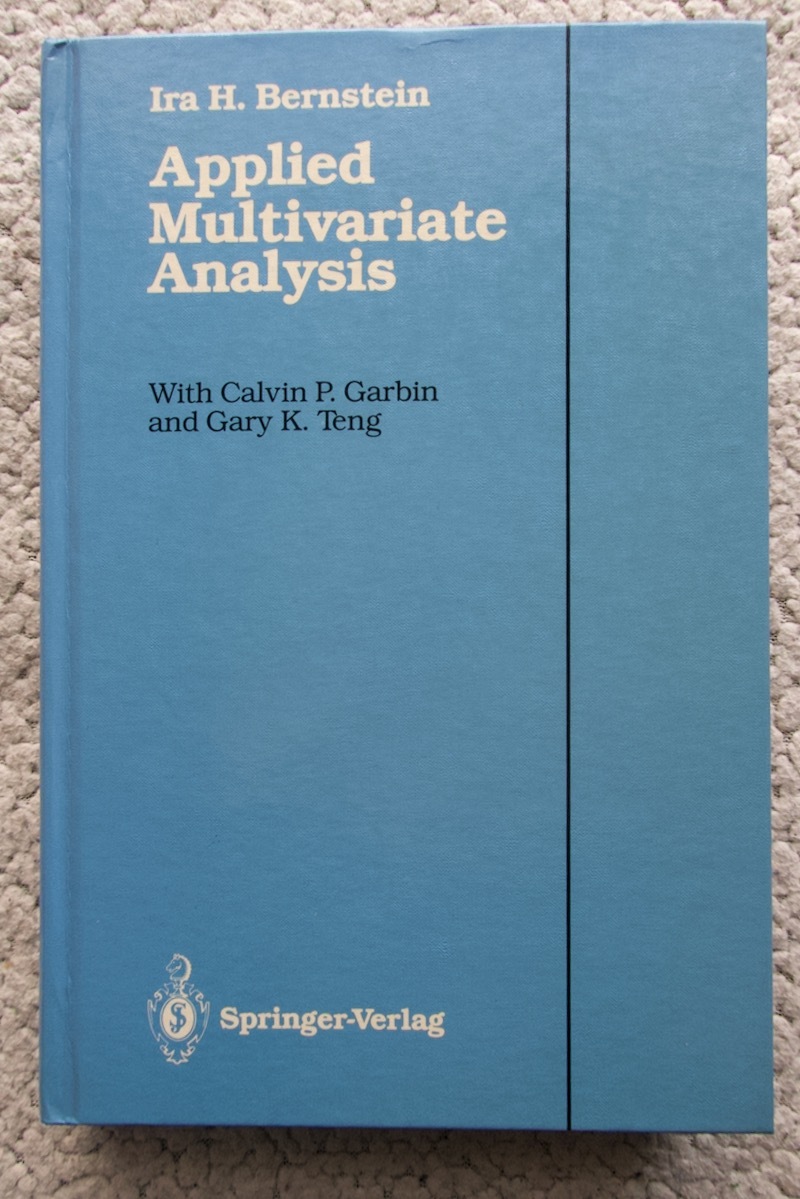 Ira H. Bernstein
Applied
Multivariate
Analysis
With Calvin P. Garbin
and Gary K. Teng
Springer-Verlag